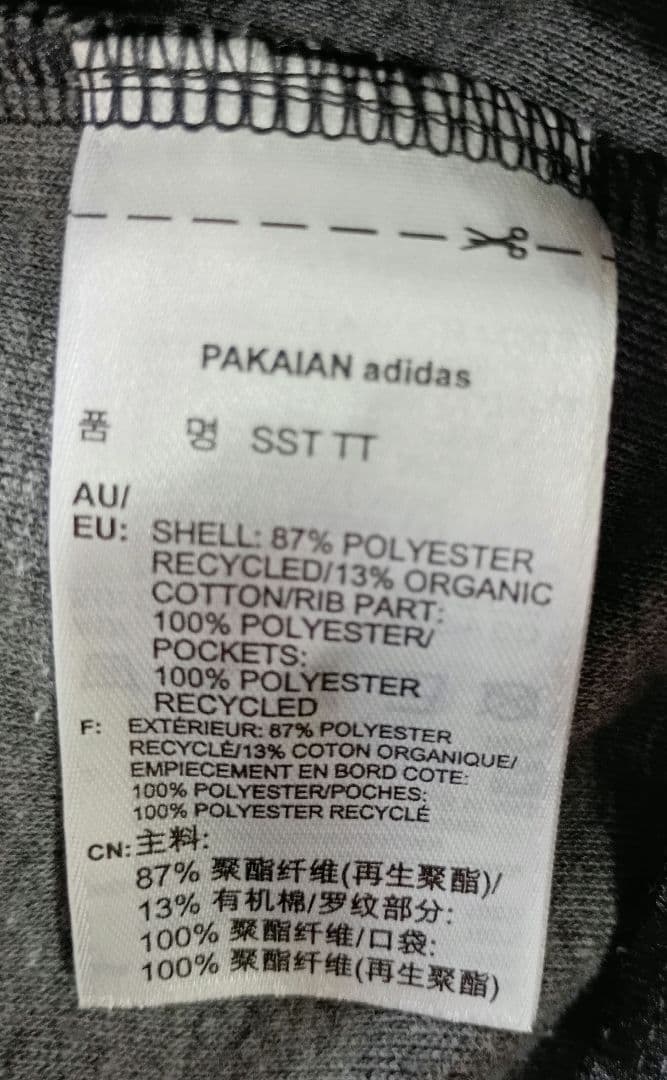 PAKAIAN adidas
품 명 SST TT
AU/
EU: SHELL: 87% POLYESTER
RECYCLED/13% ORGANIC
COTTON/RIB PART:
100% POLYESTER/
POCKETS:
100% POLYESTER
RECYCLED
F: EXTÉRIEUR: 87% POLYESTER
RECYCLÉ/13% COTON ORGANIQUE/
EMPIECEMENT EN BORD COTE:
100% POLYESTER/POCHES:
100% POLYESTER RECYCLÉ
CN: 主料:
87% 聚酯纤维(再生聚酯)/
13% 有机棉/罗纹部分:
100% 聚酯纤维/口袋:
100% 聚酯纤维(再生聚酯)